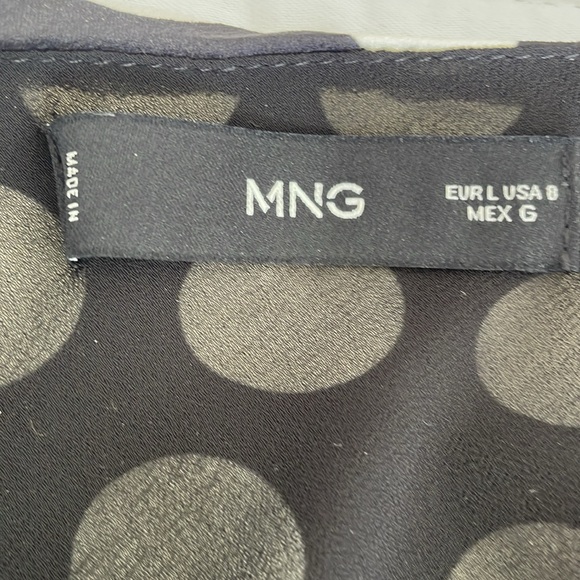 MADE IN
MNG
EUR L USA 8
MEX G